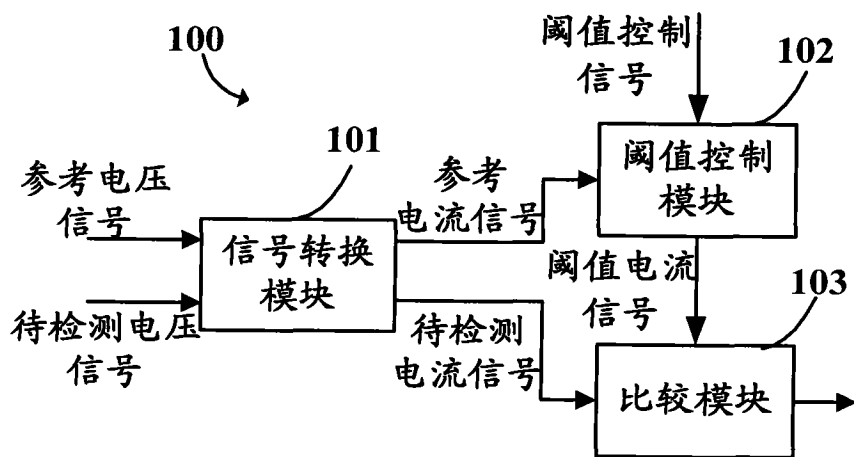 100
阈值控制
信号
102
101
参考电压
信号
参考
电流信号
阈值控制
模块
信号转换
模块
阈值电流
信号
103
待检测电压
信号
待检测
电流信号
比较模块